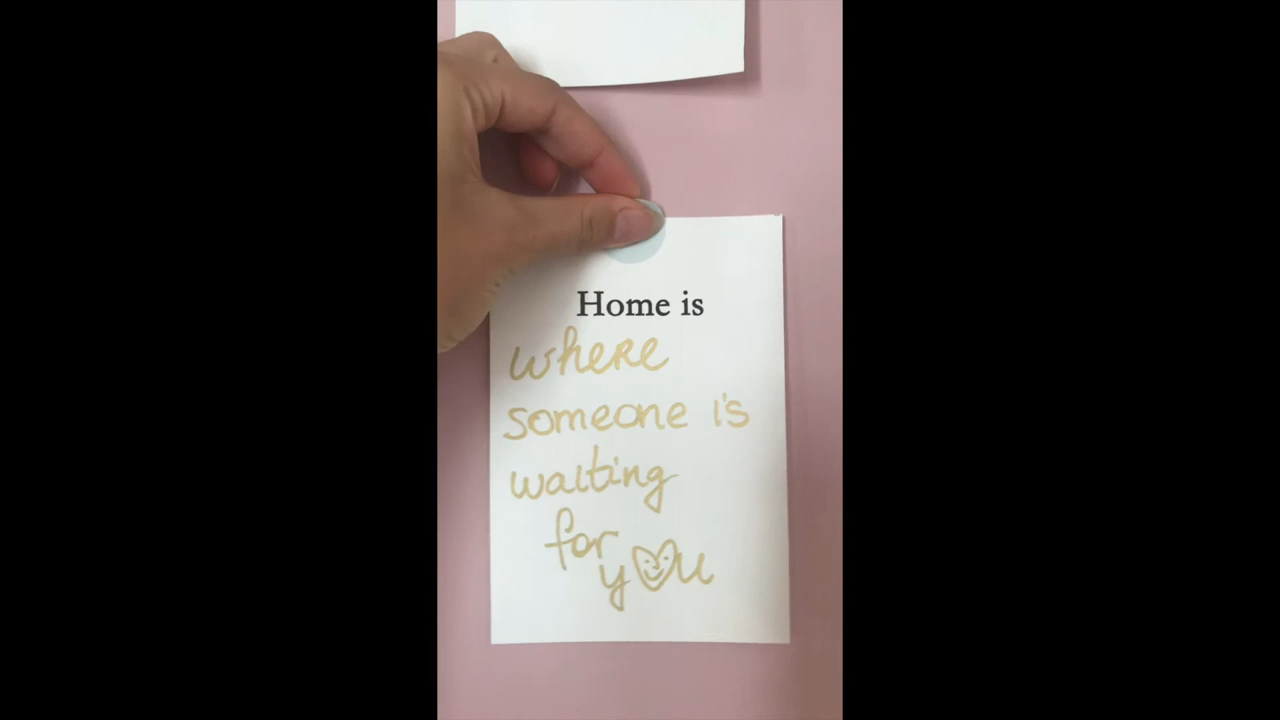 Home is
where
someone is
waiting
for
you